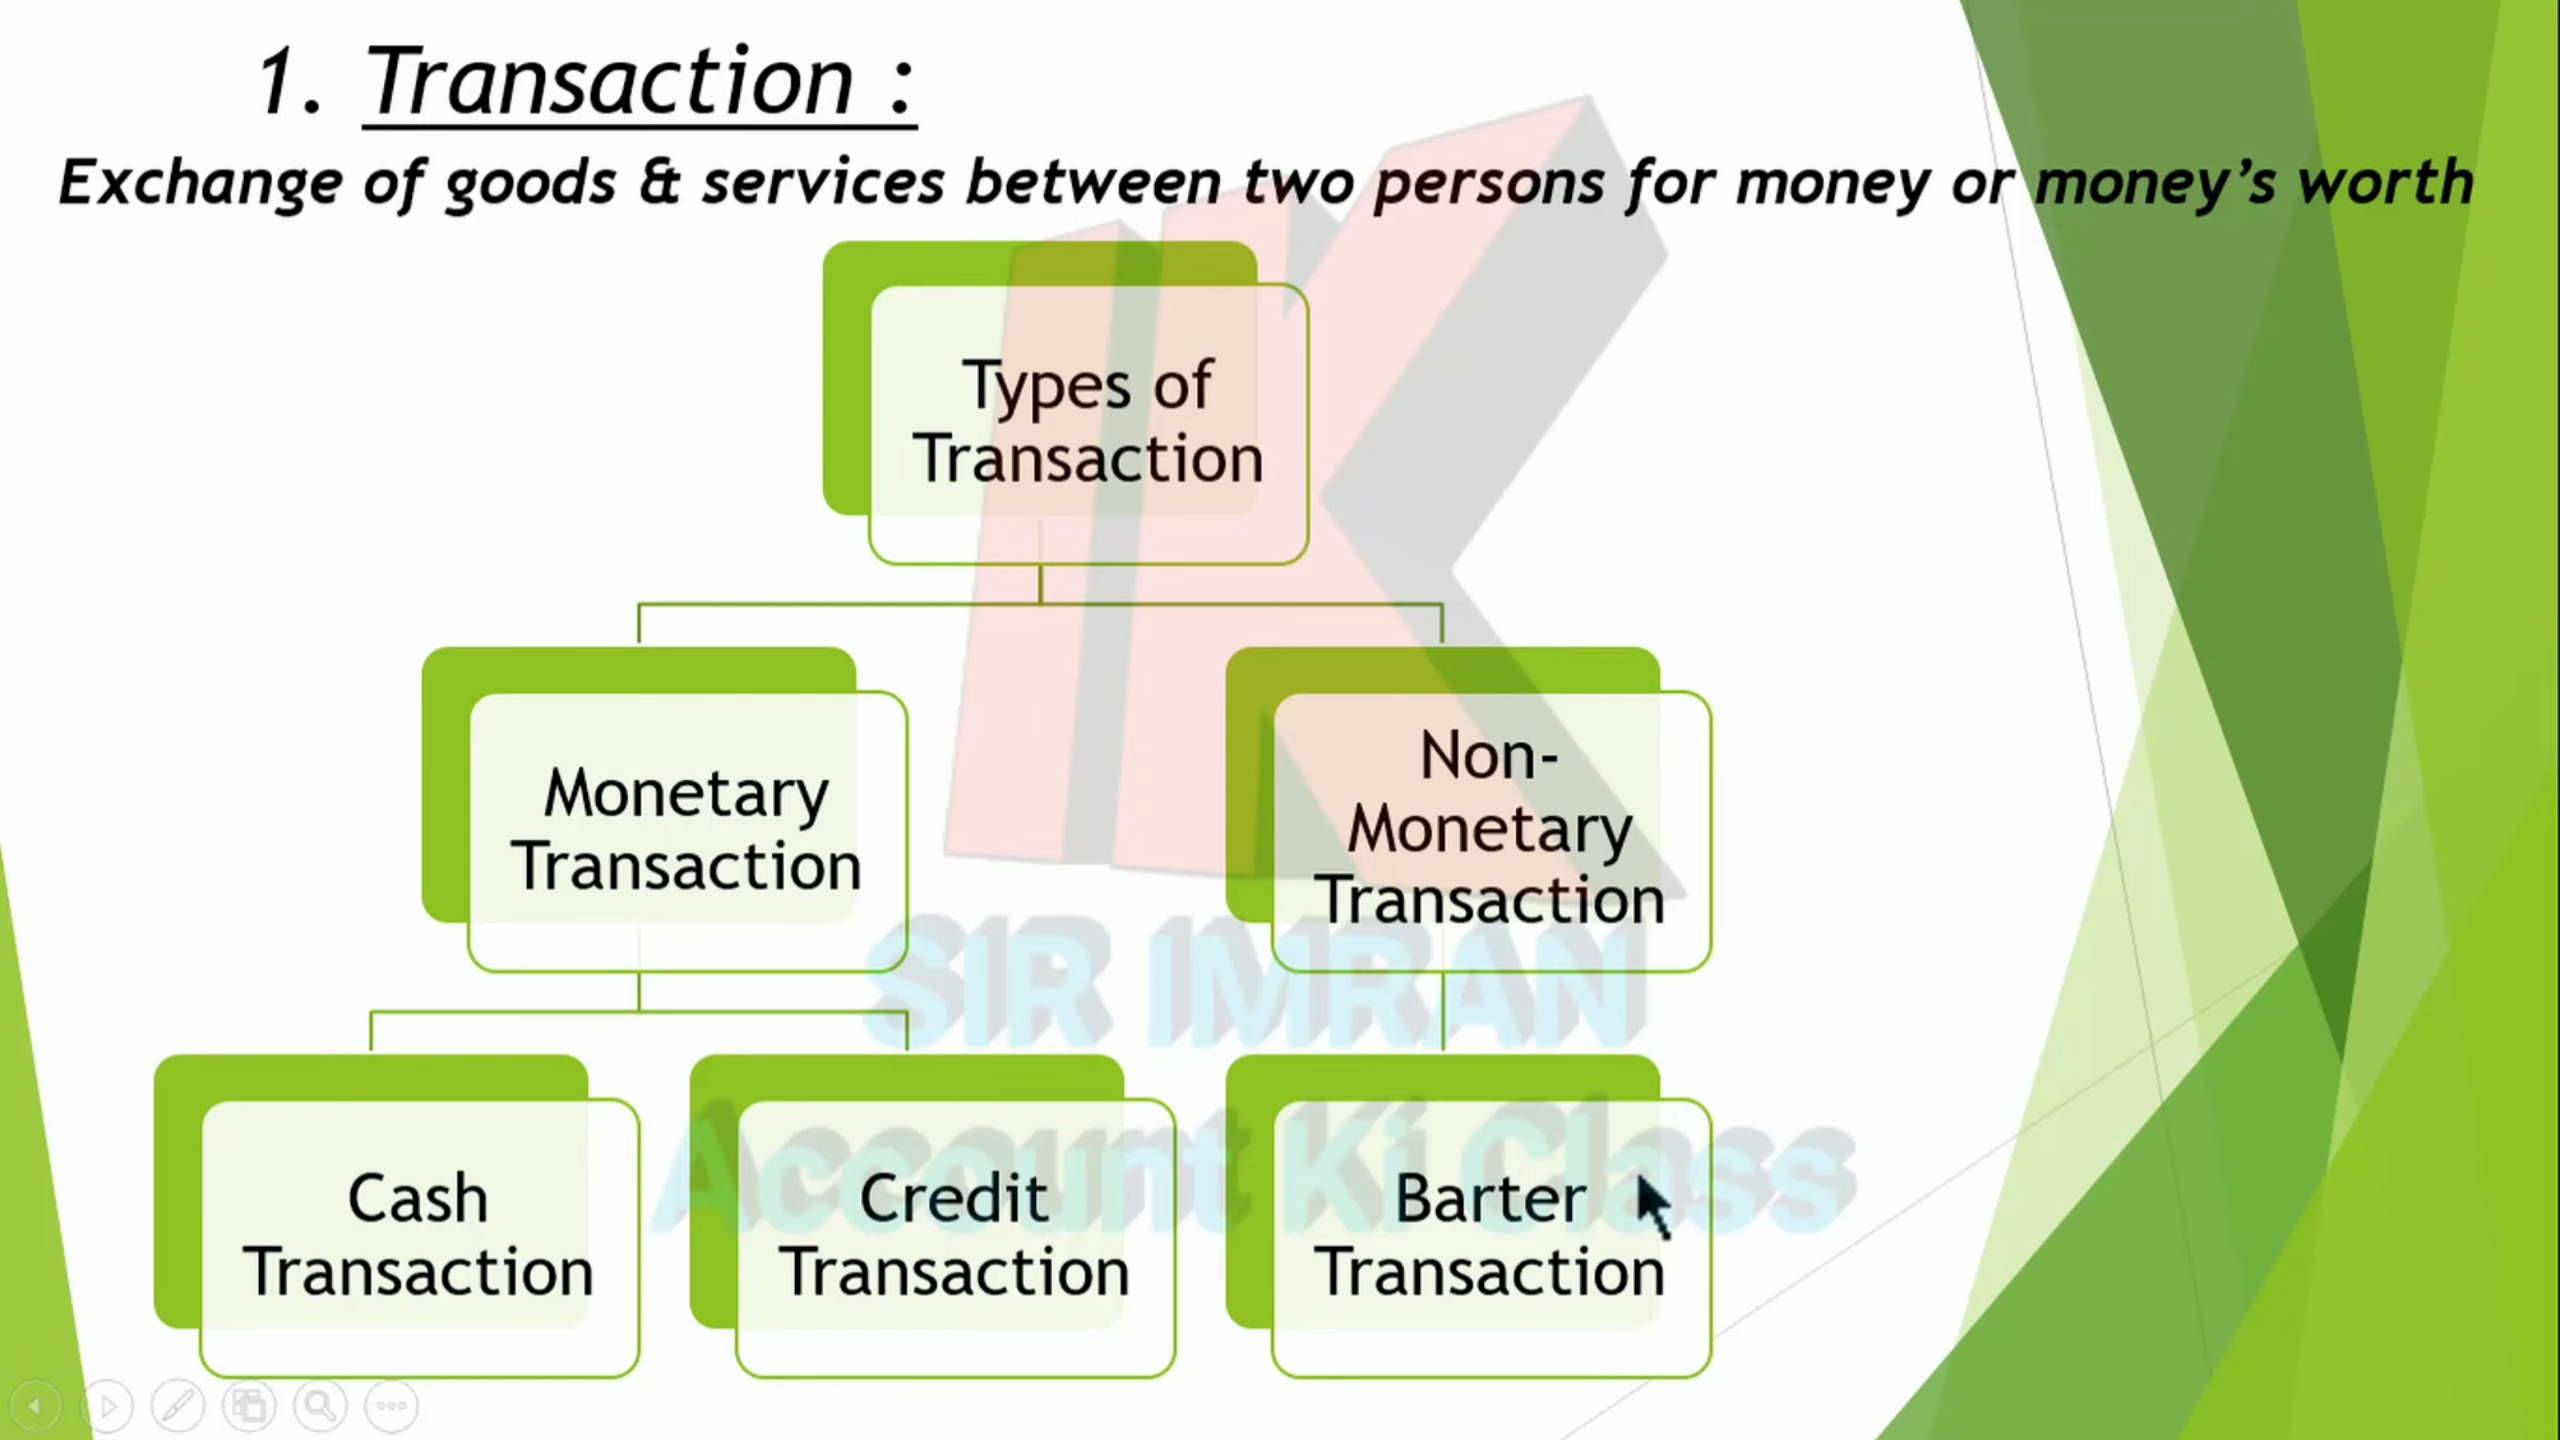 1. Transaction :
Exchange of goods & services between two persons for money or money’s worth
Types of
Transaction
Monetary
Transaction
Non-
Monetary
Transaction
Cash
Transaction
Credit
Transaction
Barter
Transaction
SIR IMRAN
Account Ki Class